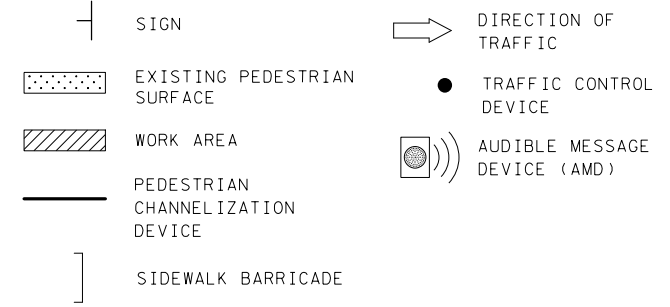 SIGN
EXISTING PEDESTRIAN
SURFACE
WORK AREA
PEDESTRIAN
CHANNELIZATION
DEVICE
SIDEWALK BARRICADE
DIRECTION OF
TRAFFIC
TRAFFIC CONTROL
DEVICE
AUDIBLE MESSAGE
DEVICE (AMD)